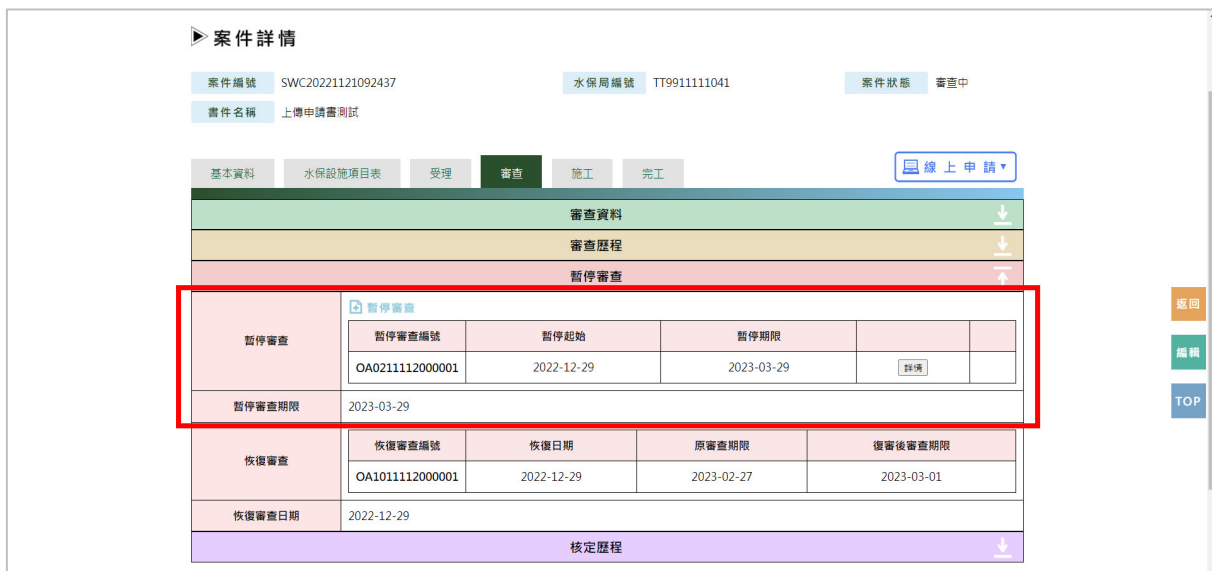 案件詳情
案件編號 SWC20221121092437 水保局編號 TT9911111041 案件狀態 審查中
書件名稱 上傳申請書測試
基本資料 水保設施項目表 受理 審查 施工 完工 線上申請▼
審查資料
審查歷程
暫停審查
暫停審查
暫停審查
暫停審查編號 暫停起始 暫停期限
OA0211112000001 2022-12-29 2023-03-29 詳情
暫停審查期限 2023-03-29
恢復審查
恢復審查編號 恢復日期 原審查期限 復審後審查期限
OA1011112000001 2022-12-29 2023-02-27 2023-03-01
恢復審查日期 2022-12-29
核定歷程
返回
編輯
TOP